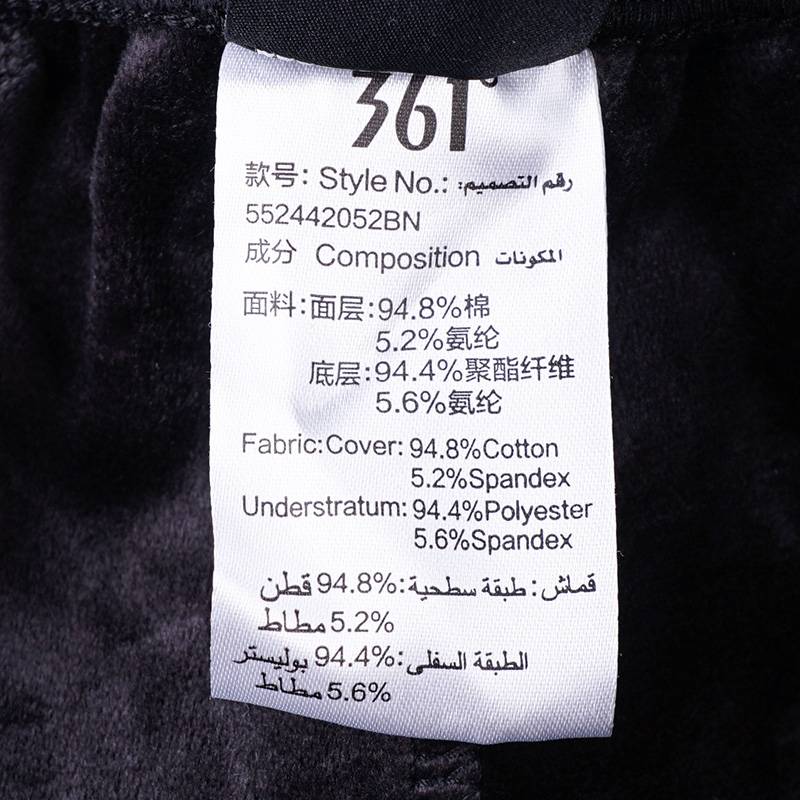 361°
款号: Style No.: رقم التصميم:
552442052BN
成分 Composition المكونات
面料:面层:94.8%棉
5.2%氨纶
底层:94.4%聚酯纤维
5.6%氨纶
Fabric:Cover: 94.8%Cotton
5.2%Spandex
Understratum: 94.4%Polyester
5.6%Spandex
قماش: طبقة سطحية:94.8% قطن
5.2% مطاط
الطبقة السفلى:94.4% بوليستر
5.6% مطاط